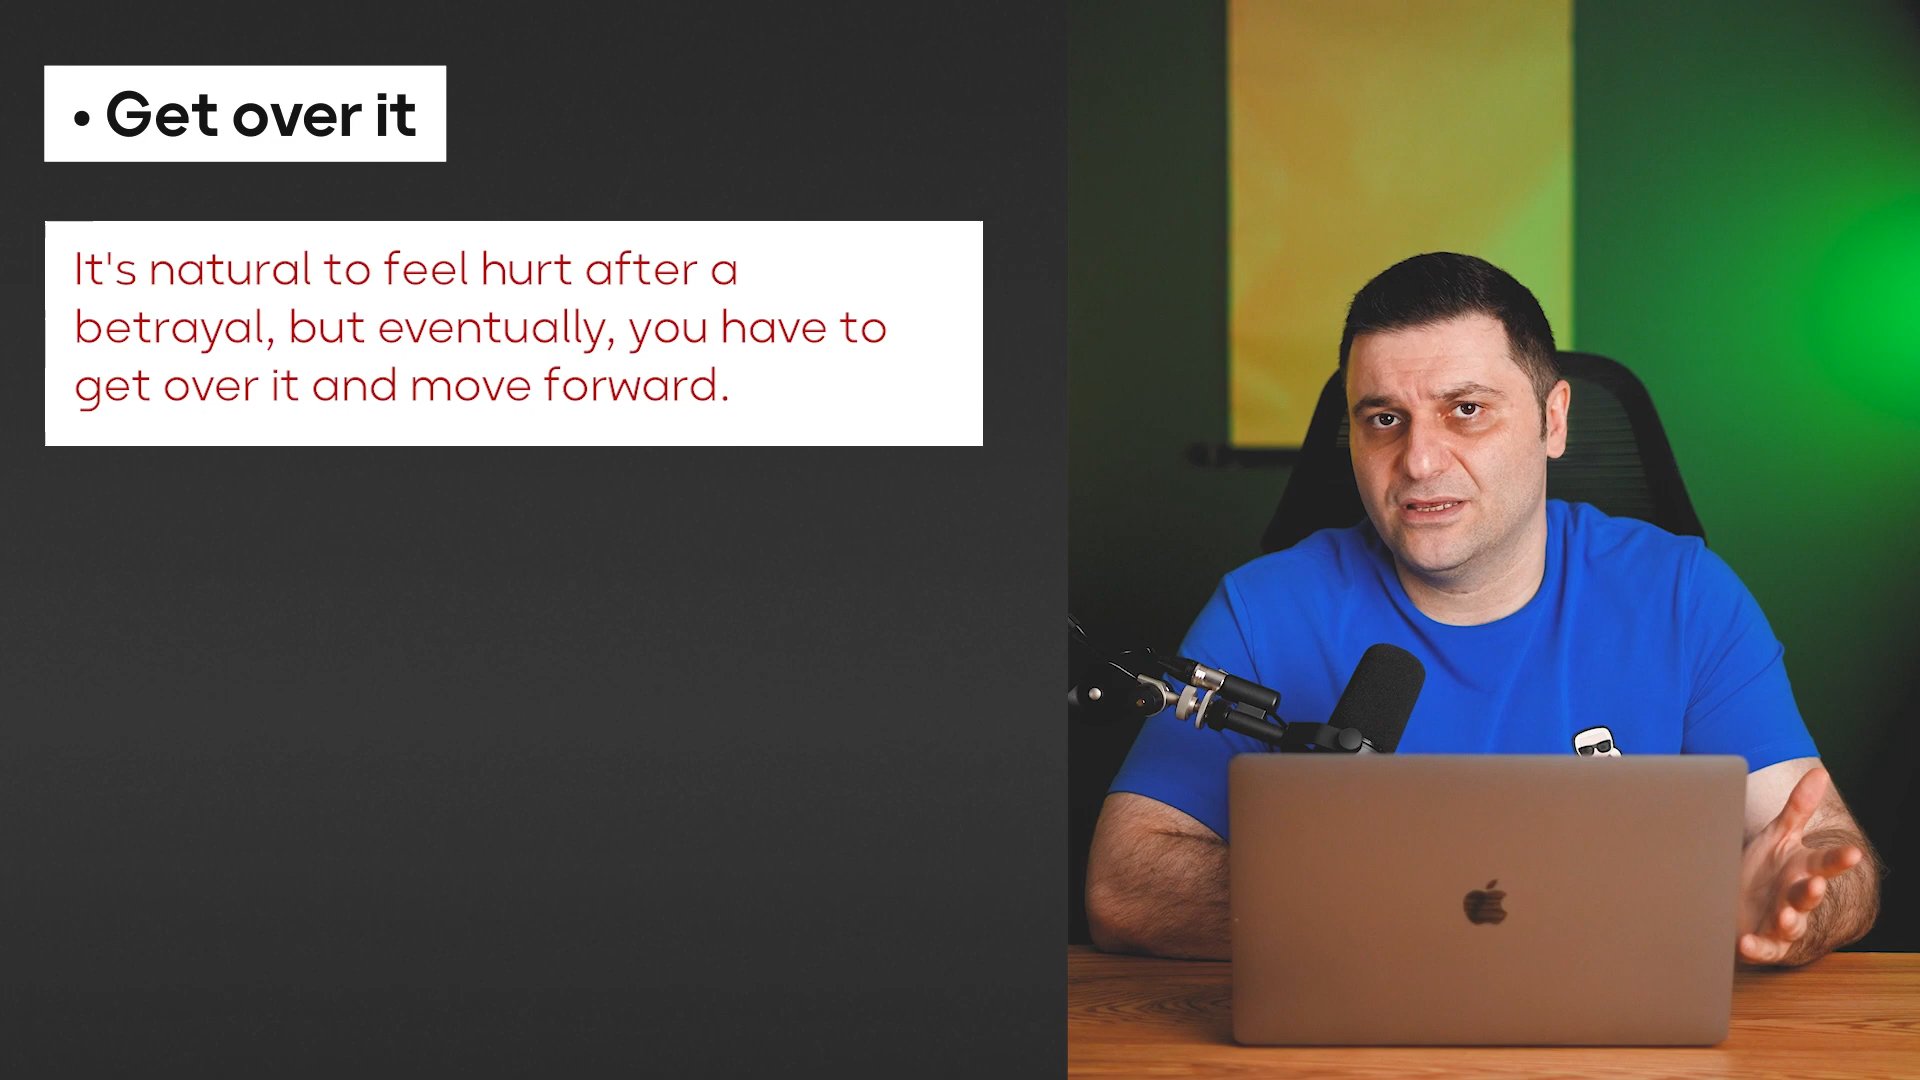 • Get over it
It's natural to feel hurt after a
betrayal, but eventually, you have to
get over it and move forward.